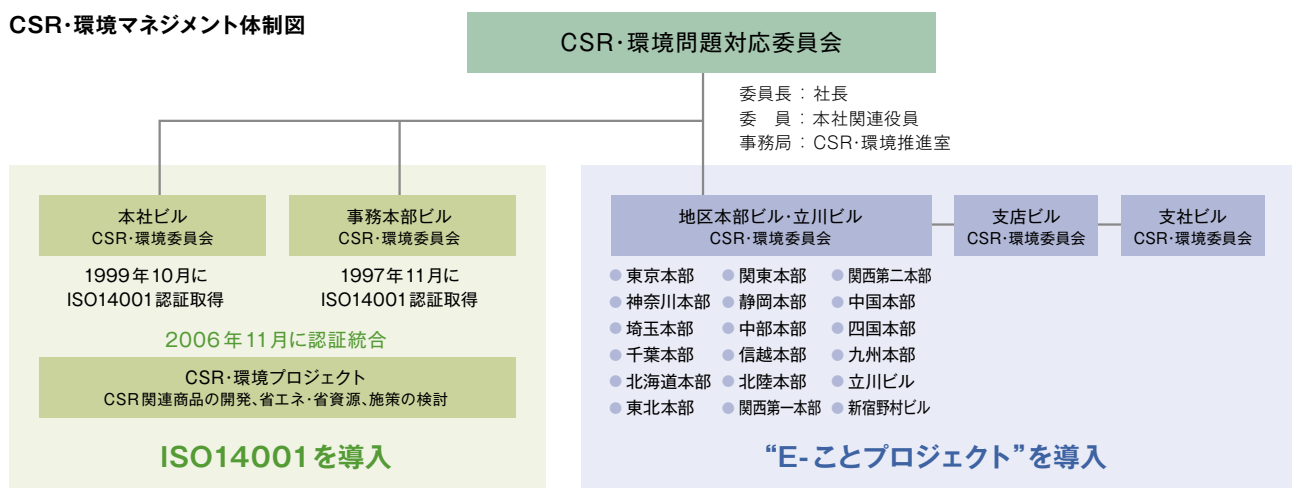 CSR・環境マネジメント体制図
CSR・環境問題対応委員会
委員長：社長
委　員：本社関連役員
事務局：CSR・環境推進室
本社ビル
CSR・環境委員会
1999年10月に
ISO14001認証取得
事務本部ビル
CSR・環境委員会
1997年11月に
ISO14001認証取得
2006年11月に認証統合
CSR・環境プロジェクト
CSR関連商品の開発、省エネ・省資源、施策の検討
ISO14001を導入
地区本部ビル・立川ビル
CSR・環境委員会
支店ビル
CSR・環境委員会
支社ビル
CSR・環境委員会
●東京本部
●神奈川本部
●埼玉本部
●千葉本部
●北海道本部
●東北本部
●関東本部
●静岡本部
●中部本部
●信越本部
●北陸本部
●関西第一本部
●関西第二本部
●中国本部
●四国本部
●九州本部
●立川ビル
●新宿野村ビル
“E-ことプロジェクト”を導入